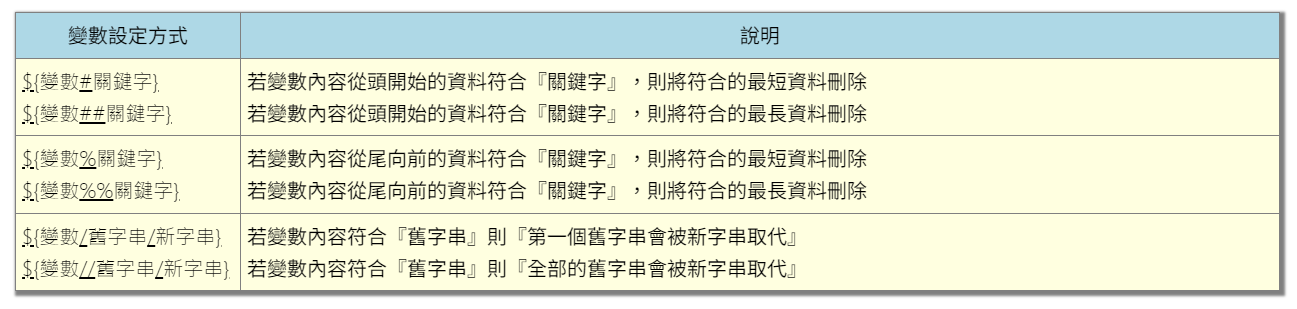 變數設定方式 說明
${變數#關鍵字} 若變數內容從頭開始的資料符合『關鍵字』，則將符合的最短資料刪除
${變數##關鍵字} 若變數內容從頭開始的資料符合『關鍵字』，則將符合的最長資料刪除
${變數%關鍵字} 若變數內容從尾向前的資料符合『關鍵字』，則將符合的最短資料刪除
${變數%%關鍵字} 若變數內容從尾向前的資料符合『關鍵字』，則將符合的最長資料刪除
${變數/舊字串/新字串} 若變數內容符合『舊字串』則『第一個舊字串會被新字串取代』
${變數//舊字串/新字串} 若變數內容符合『舊字串』則『全部的舊字串會被新字串取代』